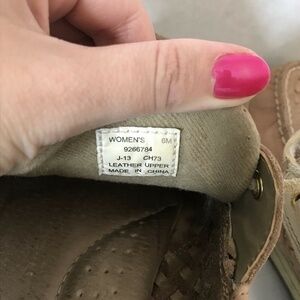 WOMEN'S 6M
9266784
J-13 CH73
LEATHER UPPER
MADE IN CHINA